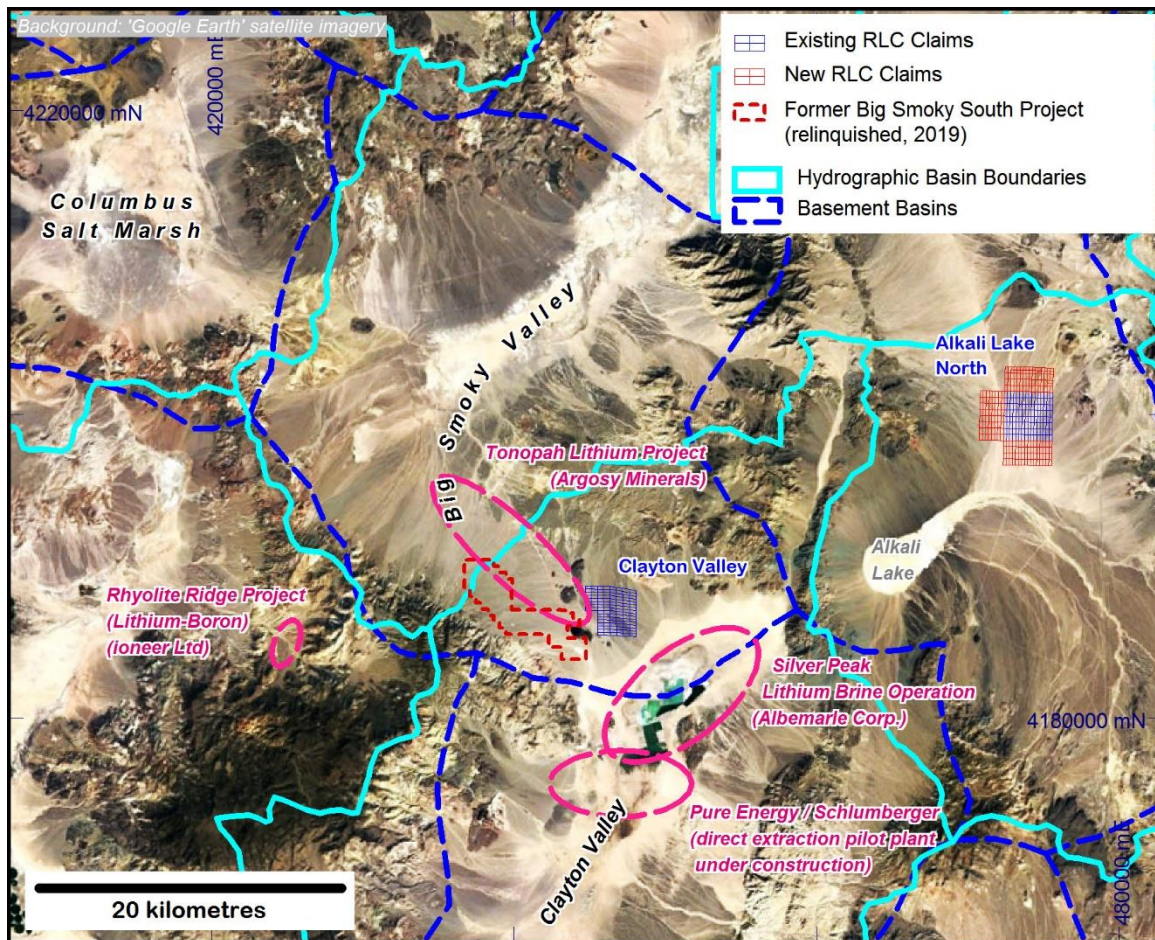 Background: 'Google Earth' satellite imagery
420000 mE
4220000 mN
Existing RLC Claims
New RLC Claims
Former Big Smoky South Project
(relinquished, 2019)
Hydrographic Basin Boundaries
Basement Basins
Columbus
Salt Marsh
Big Smoky Valley
Alkali Lake
North
Tonopah Lithium Project
(Argosy Minerals)
Alkali
Lake
Clayton Valley
Rhyolite Ridge Project
(Lithium-Boron)
(ioneer Ltd)
Silver Peak
Lithium Brine Operation
(Albemarle Corp.)
4180000 mN
Pure Energy / Schlumberger
(direct extraction pilot plant
under construction)
Clayton Valley
480000 mE
20 kilometres